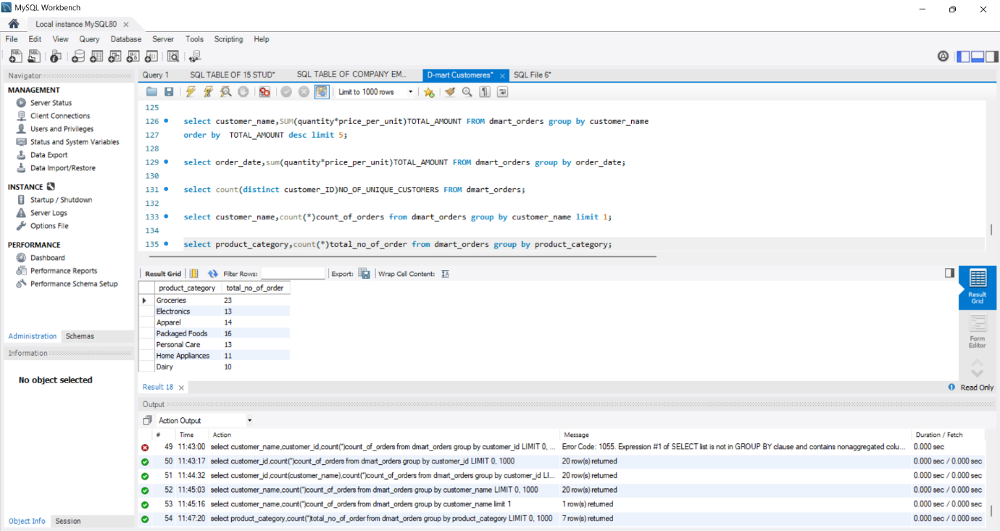 MySQL Workbench
Local instance MySQL80
File Edit View Query Database Server Tools Scripting Help
Navigator
MANAGEMENT
Server Status
Client Connections
Users and Privileges
Status and System Variables
Data Export
Data Import/Restore
INSTANCE
Startup / Shutdown
Server Logs
Options File
PERFORMANCE
Dashboard
Performance Reports
Performance Schema Setup
Administration Schemas
Information
No object selected
Object Info Session
Query 1 SQL TABLE OF 15 STUD* SQL TABLE OF COMPANY EM... D-mart Customeres* SQL File 6*
Limit to 1000 rows
125
126 select customer_name,SUM(quantity*price_per_unit)TOTAL_AMOUNT FROM dmart_orders group by customer_name
127 order by  TOTAL_AMOUNT desc limit 5;
128
129 select order_date,sum(quantity*price_per_unit)TOTAL_AMOUNT FROM dmart_orders group by order_date;
130
131 select count(distinct customer_ID)NO_OF_UNIQUE_CUSTOMERS FROM dmart_orders;
132
133 select customer_name,count(*)count_of_orders from dmart_orders group by customer_name limit 1;
134
135 select product_category,count(*)total_no_of_order from dmart_orders group by product_category;
Result Grid Filter Rows: Export: Wrap Cell Content:
product_category total_no_of_order
Groceries 23
Electronics 13
Apparel 14
Packaged Foods 16
Personal Care 13
Home Appliances 11
Dairy 10
Result Grid
Form Editor
Result 18
Read Only
Output
Action Output
# Time Action Message Duration / Fetch
49 11:43:00 select customer_name,customer_id,count(*)count_of_orders from dmart_orders group by customer_id LIMIT 0, ... Error Code: 1055. Expression #1 of SELECT list is not in GROUP BY clause and contains nonaggregated colu... 0.000 sec
50 11:43:17 select customer_id,count(*)count_of_orders from dmart_orders group by customer_id LIMIT 0, 1000 20 row(s) returned 0.000 sec / 0.000 sec
51 11:44:32 select customer_id,count(customer_name),count(*)count_of_orders from dmart_orders group by customer_id LI... 20 row(s) returned 0.000 sec / 0.000 sec
52 11:45:03 select customer_name,count(*)count_of_orders from dmart_orders group by customer_name LIMIT 0, 1000 20 row(s) returned 0.000 sec / 0.000 sec
53 11:45:16 select customer_name,count(*)count_of_orders from dmart_orders group by customer_name limit 1 1 row(s) returned 0.000 sec / 0.000 sec
54 11:47:20 select product_category,count(*)total_no_of_order from dmart_orders group by product_category LIMIT 0, 1000 7 row(s) returned 0.000 sec / 0.000 sec